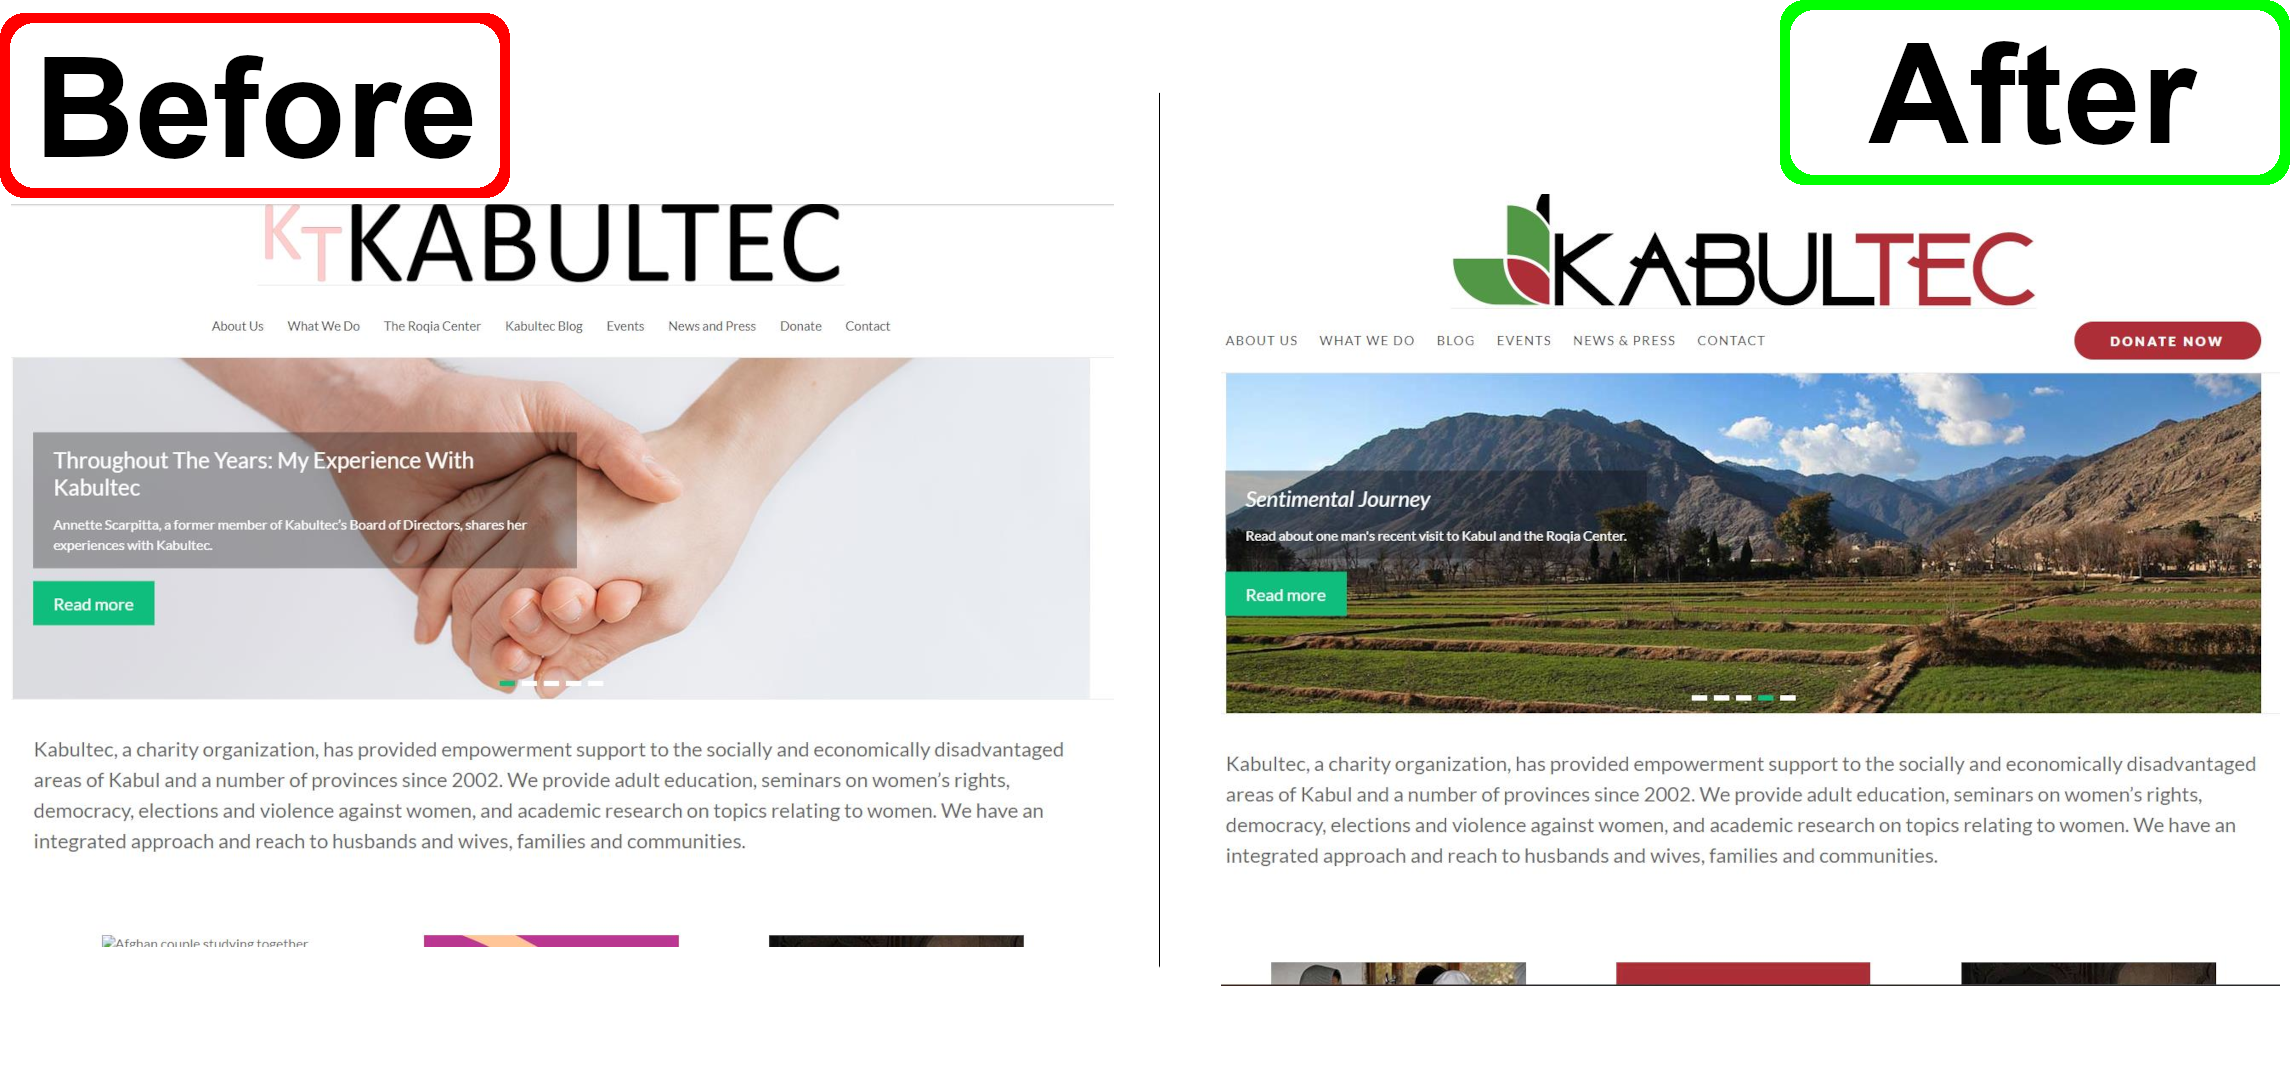 Before
KT KABULTEC
About Us What We Do The Roqia Center Kabultec Blog Events News and Press Donate Contact
Throughout The Years: My Experience With
Kabultec
Annette Scarpitta, a former member of Kabultec's Board of Directors, shares her
experiences with Kabultec.
Read more
Kabultec, a charity organization, has provided empowerment support to the socially and economically disadvantaged
areas of Kabul and a number of provinces since 2002. We provide adult education, seminars on women's rights,
democracy, elections and violence against women, and academic research on topics relating to women. We have an
integrated approach and reach to husbands and wives, families and communities.
Afghan couple studying together
After
KABULTEC
ABOUT US WHAT WE DO BLOG EVENTS NEWS & PRESS CONTACT
DONATE NOW
Sentimental Journey
Read about one man's recent visit to Kabul and the Roqia Center.
Read more
Kabultec, a charity organization, has provided empowerment support to the socially and economically disadvantaged
areas of Kabul and a number of provinces since 2002. We provide adult education, seminars on women's rights,
democracy, elections and violence against women, and academic research on topics relating to women. We have an
integrated approach and reach to husbands and wives, families and communities.